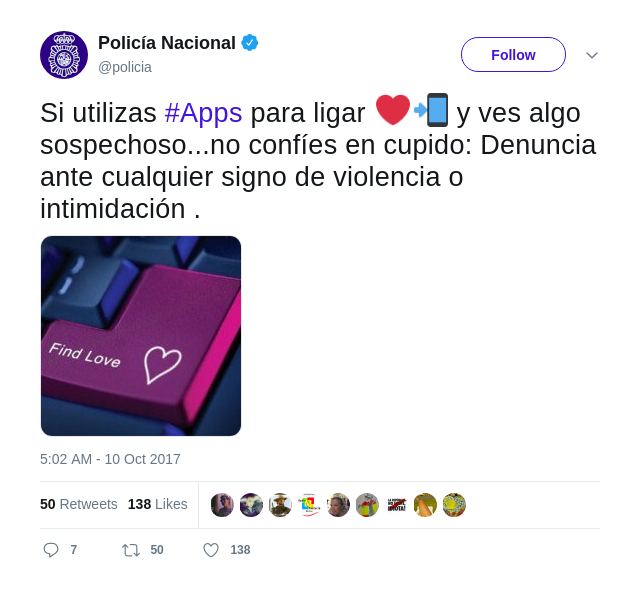 Policía Nacional
@policia
Follow
Si utilizas #Apps para ligar ❤️📲 y ves algo
sospechoso...no confíes en cupido: Denuncia
ante cualquier signo de violencia o
intimidación .
Find Love
5:02 AM - 10 Oct 2017
50 Retweets 138 Likes
7 50 138